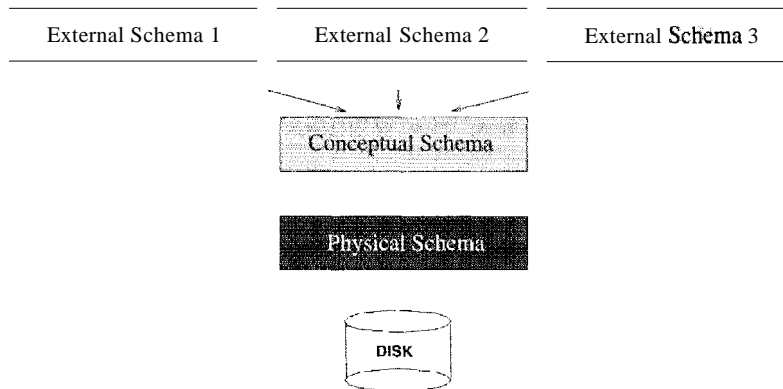 External Schema 1
External Schema 2
External Schema 3
Conceptual Schema
Physical Schema
DISK